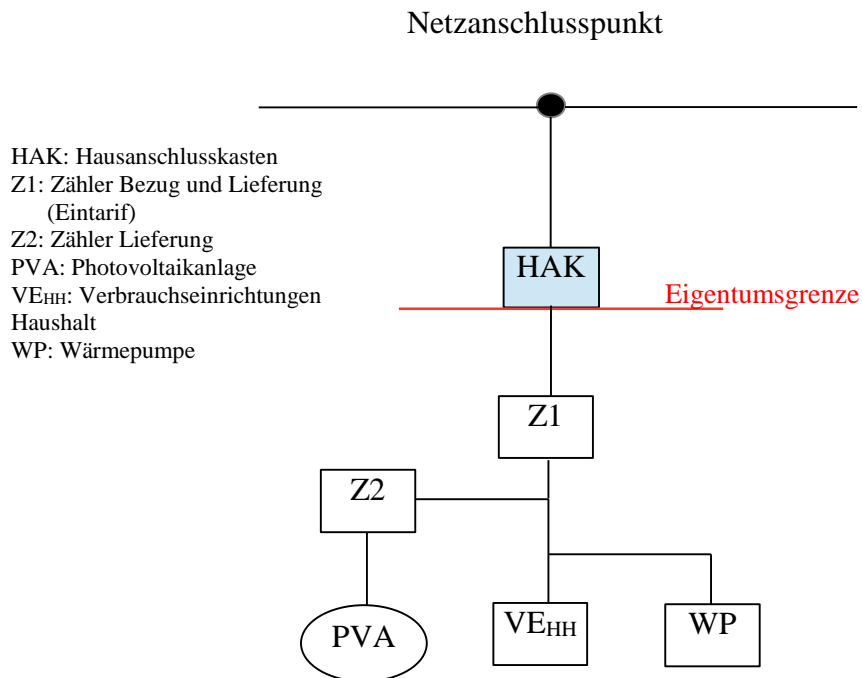 Netzanschlusspunkt
HAK: Hausanschlusskasten
Z1: Zähler Bezug und Lieferung
(Eintarif)
Z2: Zähler Lieferung
PVA: Photovoltaikanlage
VEHH: Verbrauchseinrichtungen
Haushalt
WP: Wärmepumpe
HAK
Eigentumsgrenze
Z1
Z2
PVA
VEHH
WP